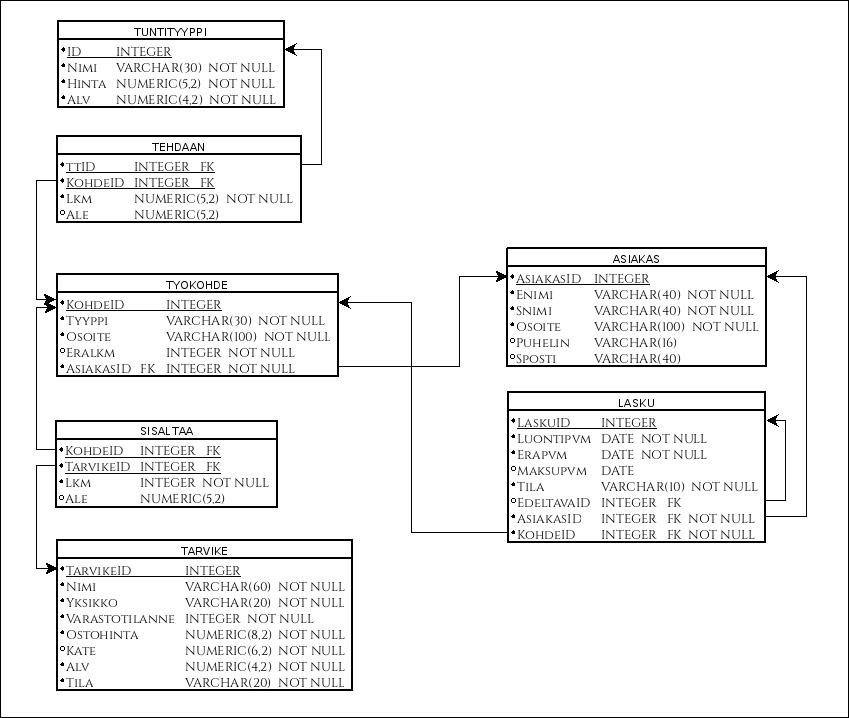 TUNTITYYPPI
ID INTEGER
NIMI VARCHAR(30) NOT NULL
HINTA NUMERIC(5,2) NOT NULL
ALV NUMERIC(4,2) NOT NULL
TEHDAAN
TTID INTEGER FK
KOHDEID INTEGER FK
LKM NUMERIC(5,2) NOT NULL
ALE NUMERIC(5,2)
TYOKOHDE
KOHDEID INTEGER
TYYPPI VARCHAR(30) NOT NULL
OSOITE VARCHAR(100) NOT NULL
ERALKM INTEGER NOT NULL
ASIAKASID FK INTEGER NOT NULL
SISALTAA
KOHDEID INTEGER FK
TARVIKEID INTEGER FK
LKM INTEGER NOT NULL
ALE NUMERIC(5,2)
TARVIKE
TARVIKEID INTEGER
NIMI VARCHAR(60) NOT NULL
YKSIKKO VARCHAR(20) NOT NULL
VARASTOTILANNE INTEGER NOT NULL
OSTOHINTA NUMERIC(8,2) NOT NULL
KATE NUMERIC(6,2) NOT NULL
ALV NUMERIC(4,2) NOT NULL
TILA VARCHAR(20) NOT NULL
ASIAKAS
ASIAKASID INTEGER
ENIMI VARCHAR(40) NOT NULL
SNIMI VARCHAR(40) NOT NULL
OSOITE VARCHAR(100) NOT NULL
PUHELIN VARCHAR(16)
SPOSTI VARCHAR(40)
LASKU
LASKUID INTEGER
LUONTIPVM DATE NOT NULL
ERAPVM DATE NOT NULL
MAKSUPVM DATE
TILA VARCHAR(10) NOT NULL
EDELTAVAID INTEGER FK
ASIAKASID INTEGER FK NOT NULL
KOHDEID INTEGER FK NOT NULL